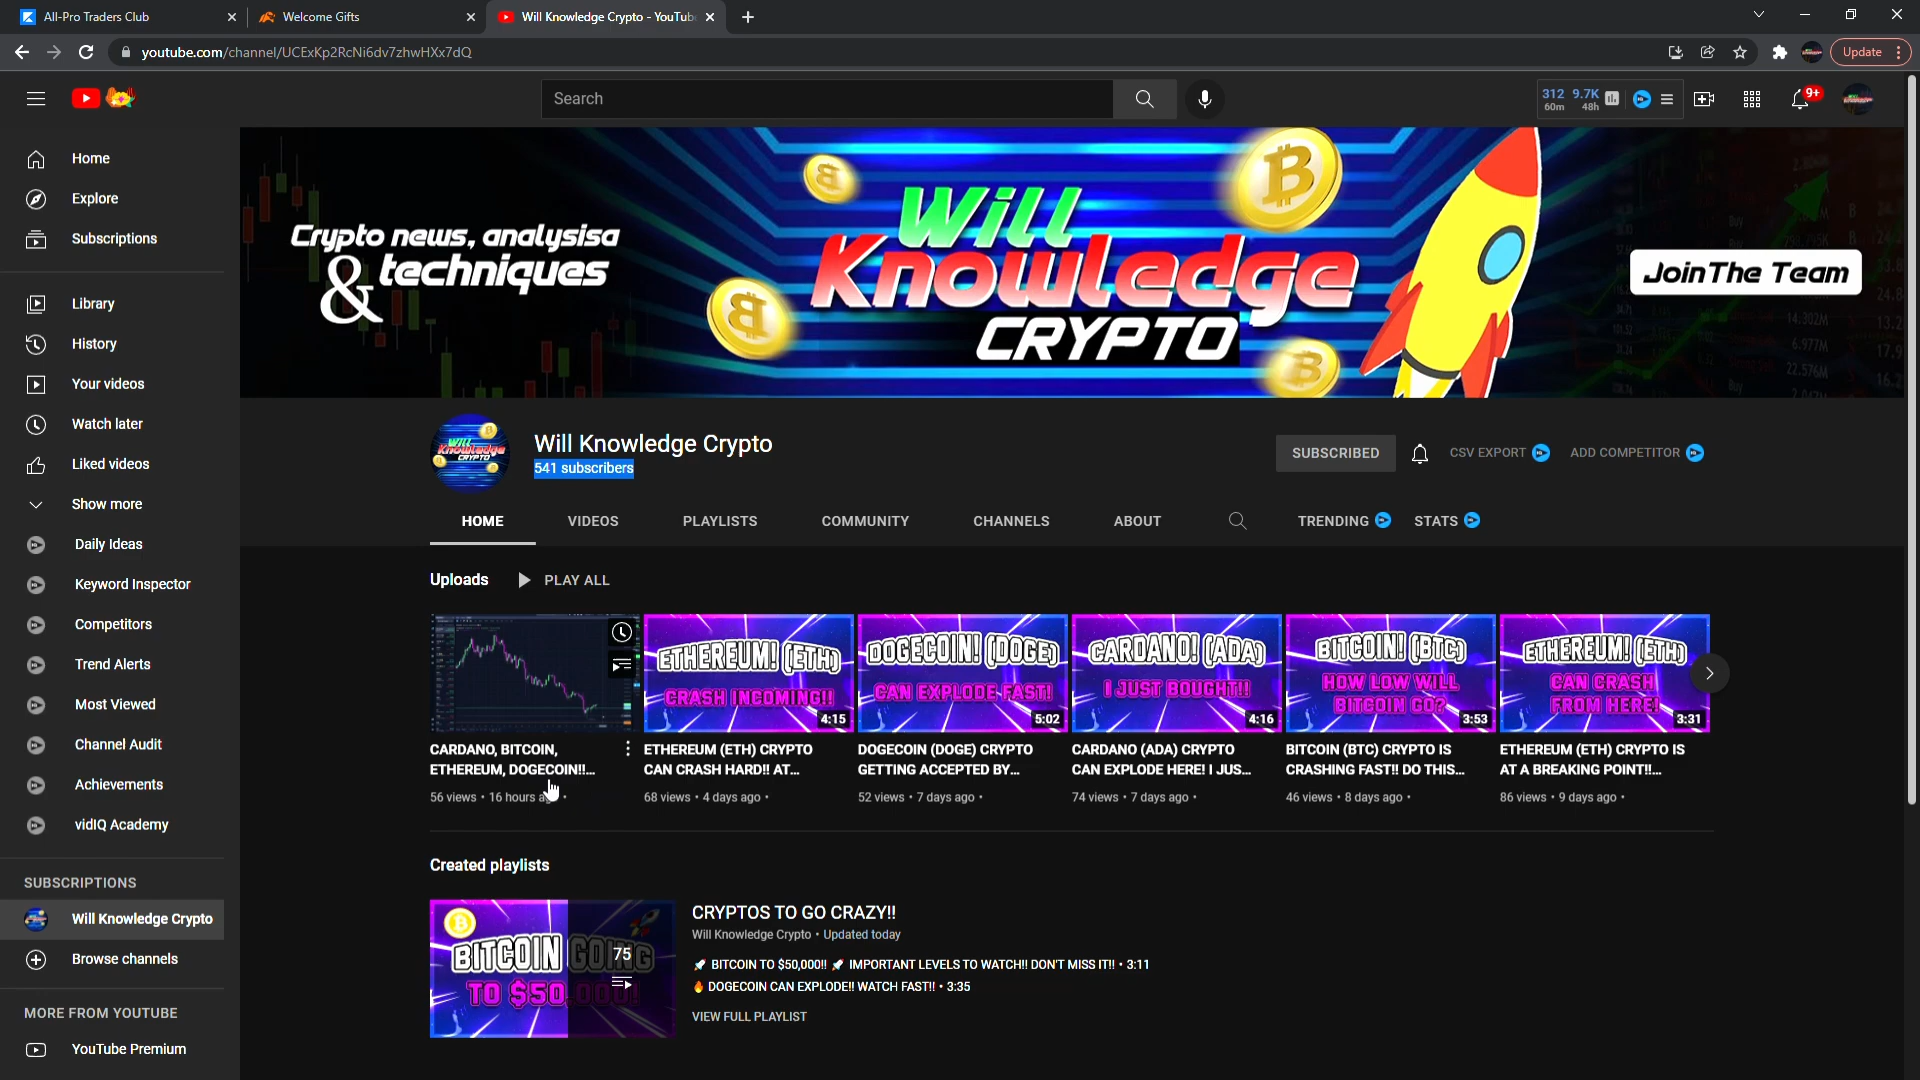 All-Pro Traders Club
Welcome Gifts
Will Knowledge Crypto - YouTub
youtube.com/channel/UCExKp2RcNi6dv7zhwHXx7dQ
Update
Search
312 9.7K
60m 48h
9+
Home
Explore
Subscriptions
Library
History
Your videos
Watch later
Liked videos
Show more
Daily Ideas
Keyword Inspector
Competitors
Trend Alerts
Most Viewed
Channel Audit
Achievements
vidIQ Academy
SUBSCRIPTIONS
Will Knowledge Crypto
Browse channels
MORE FROM YOUTUBE
YouTube Premium
Crypto news, analysisa
& techniques
Will
Knowledge
CRYPTO
Join The Team
Will Knowledge Crypto
541 subscribers
SUBSCRIBED
CSV EXPORT
ADD COMPETITOR
HOME VIDEOS PLAYLISTS COMMUNITY CHANNELS ABOUT TRENDING STATS
Uploads PLAY ALL
CARDANO, BITCOIN,
ETHEREUM, DOGECOIN!!...
56 views • 16 hours
ETHEREUM! (ETH)
CRASH INCOMING!!
4:15
ETHEREUM (ETH) CRYPTO
CAN CRASH HARD!! AT...
68 views • 4 days ago
DOGECOIN! (DOGE)
CAN EXPLODE FAST!
5:02
DOGECOIN (DOGE) CRYPTO
GETTING ACCEPTED BY...
52 views • 7 days ago
CARDANO! (ADA)
I JUST BOUGHT!!
4:16
CARDANO (ADA) CRYPTO
CAN EXPLODE HERE! I JUS...
74 views • 7 days ago
BITCOIN! (BTC)
HOW LOW WILL
BITCOIN GO?
3:53
BITCOIN (BTC) CRYPTO IS
CRASHING FAST!! DO THIS...
46 views • 8 days ago
ETHEREUM! (ETH)
CAN CRASH
FROM HERE!
3:31
ETHEREUM (ETH) CRYPTO IS
AT A BREAKING POINT!!...
86 views • 9 days ago
Created playlists
BITCOIN GOING
TO $50,000!
75
CRYPTOS TO GO CRAZY!!
Will Knowledge Crypto • Updated today
🚀 BITCOIN TO $50,000!! 🚀 IMPORTANT LEVELS TO WATCH!! DON'T MISS IT!! • 3:11
🔥 DOGECOIN CAN EXPLODE!! WATCH FAST!! • 3:35
VIEW FULL PLAYLIST